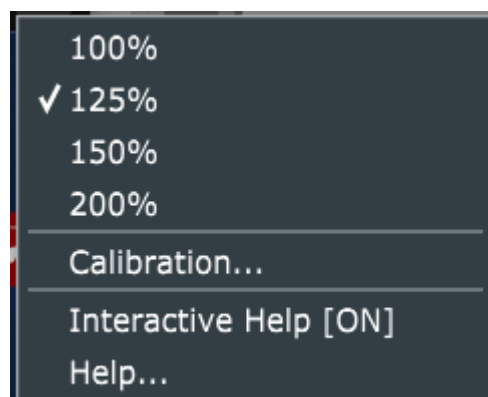 100%
✓ 125%
150%
200%
Calibration...
Interactive Help [ON]
Help...